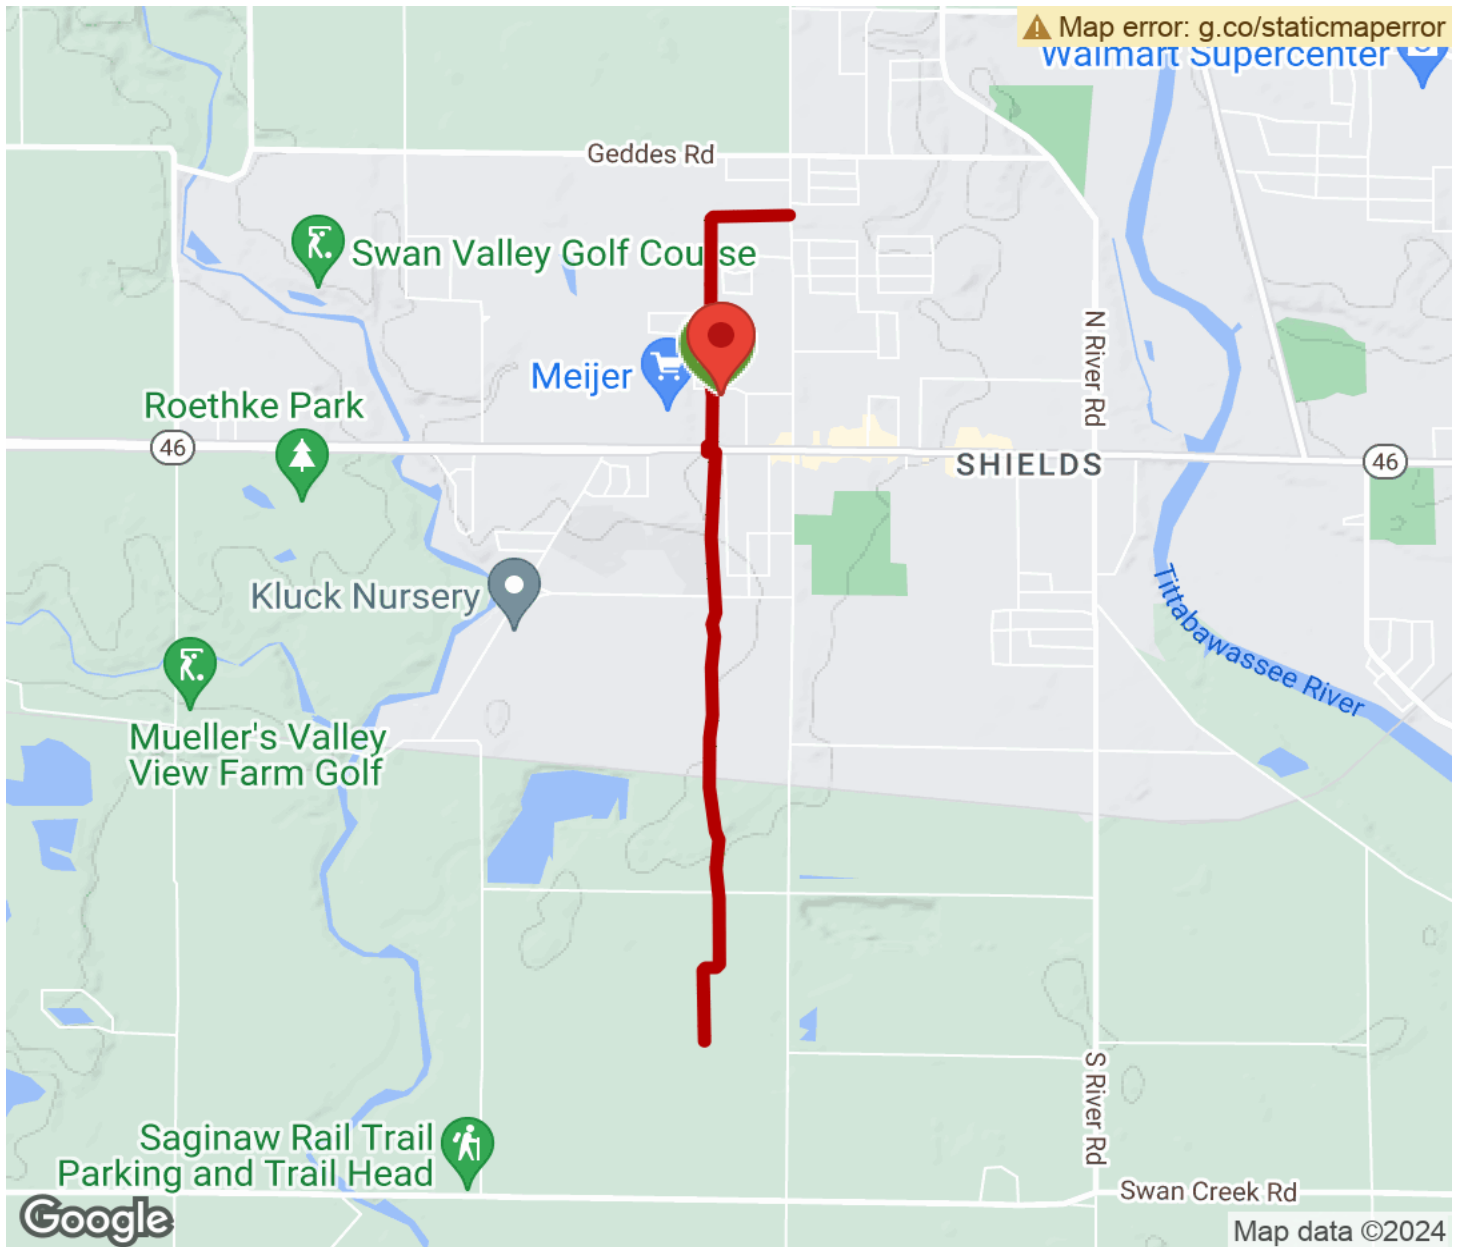 Map error: g.co/staticmaperror
Walmart Supercenter
Geddes Rd
Swan Valley Golf Course
N River Rd
Meijer
Roethke Park
46
SHIELDS
46
Kluck Nursery
Tittabawassee River
Mueller's Valley
View Farm Golf
S River Rd
Saginaw Rail Trail
Parking and Trail Head
Swan Creek Rd
Google
Map data ©2024